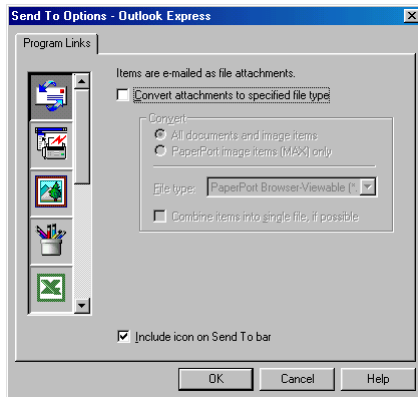 Send To Options - Outlook Express
Program Links
Items are e-mailed as file attachments.
Convert attachments to specified file type
Convert
All documents and image items
PaperPort image items (MAX) only
File type: PaperPort Browser-Viewable (*.
Combine items into single file, if possible
Include icon on Send To bar
OK Cancel Help